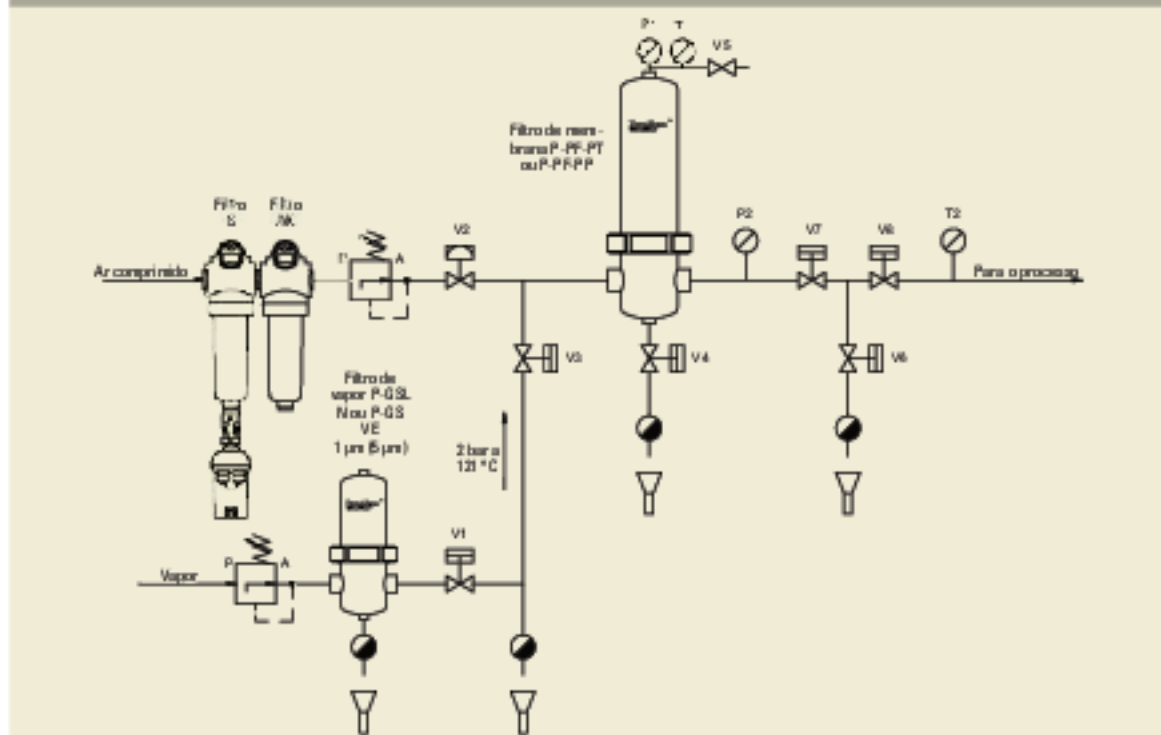 P1 T
V5
Filtro de mem-
brana P-PF-PT
ou P-PF-PP
Filtro
S
Filtro
AK
V2
P2
V7
V8
T2
Ar comprimido
P
A
Para o processo
V3
V4
V6
Filtro de
vapor P-GSL
N ou P-GS
VE
1 µm (5 µm)
2 bar a
121 °C
V1
P
A
Vapor